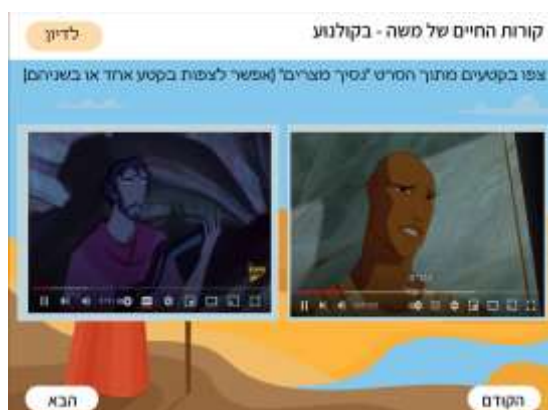 קורות החיים של משה - בקולנוע
לדיון
צפו בקטעים מתוך הסרט "נסיך מצרים" (אפשר לצפות בקטע אחד או בשניהם)
הקודם
הבא